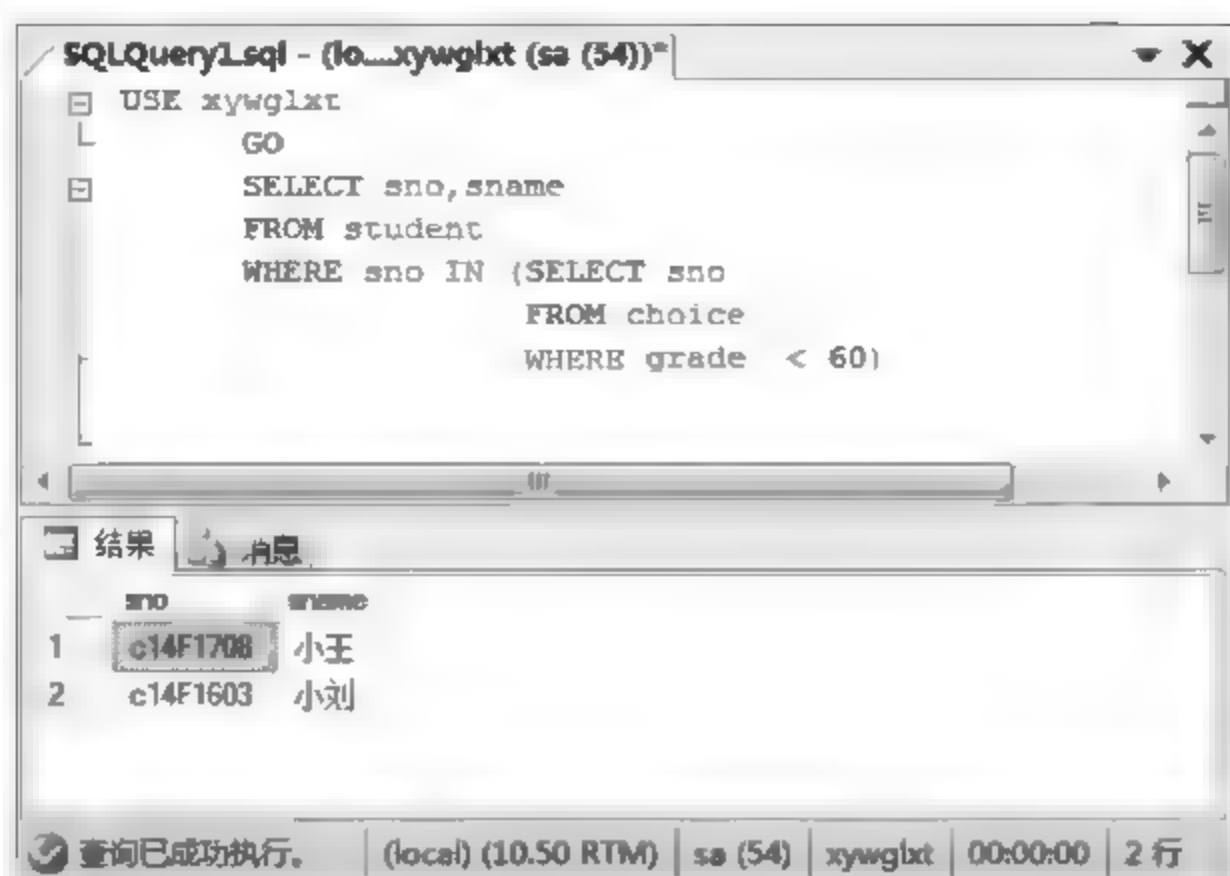 SQLQuery1.sql - (lo....xywglxt (sa (54))*
USE xywglxt
GO
SELECT sno,sname
FROM student
WHERE sno IN (SELECT sno
FROM choice
WHERE grade < 60)
结果 消息
sno sname
1 c14F1708 小王
2 c14F1603 小刘
查询已成功执行。 (local) (10.50 RTM) sa (54) xywglxt 00:00:00 2 行